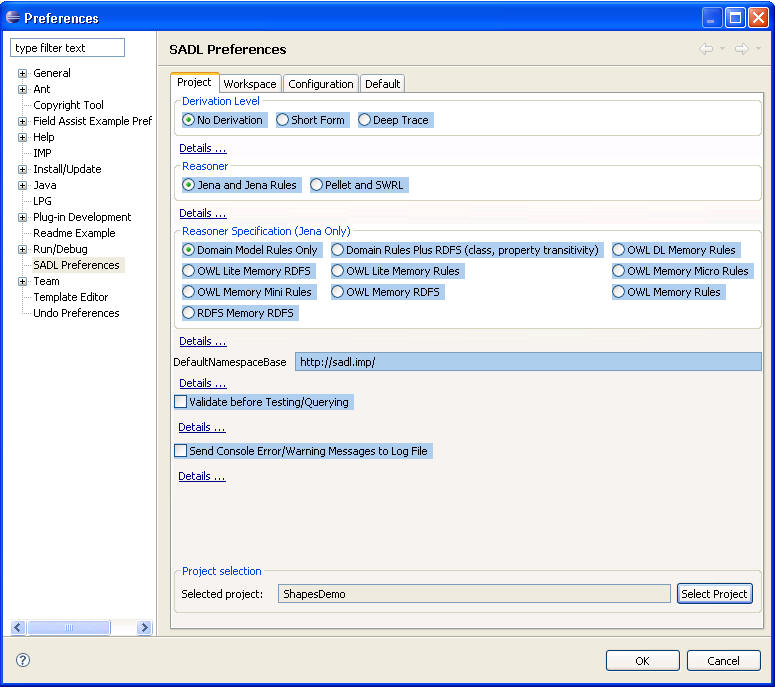 Preferences
type filter text
General
Ant
Copyright Tool
Field Assist Example Pref
Help
IMP
Install/Update
Java
LPG
Plug-in Development
Readme Example
Run/Debug
SADL Preferences
Team
Template Editor
Undo Preferences
SADL Preferences
Project Workspace Configuration Default
Derivation Level
No Derivation Short Form Deep Trace
Details ...
Reasoner
Jena and Jena Rules Pellet and SWRL
Details ...
Reasoner Specification (Jena Only)
Domain Model Rules Only Domain Rules Plus RDFS (class, property transitivity) OWL DL Memory Rules
OWL Lite Memory RDFS OWL Lite Memory Rules OWL Memory Micro Rules
OWL Memory Mini Rules OWL Memory RDFS OWL Memory Rules
RDFS Memory RDFS
Details ...
DefaultNamespaceBase http://sadl.imp/
Details ...
Validate before Testing/Querying
Details ...
Send Console Error/Warning Messages to Log File
Details ...
Project selection
Selected project: ShapesDemo Select Project
? OK Cancel